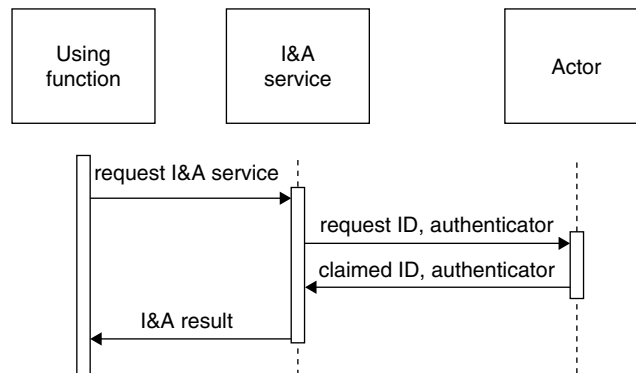 Using
function
I&A
service
Actor
request I&A service
request ID, authenticator
claimed ID, authenticator
I&A result